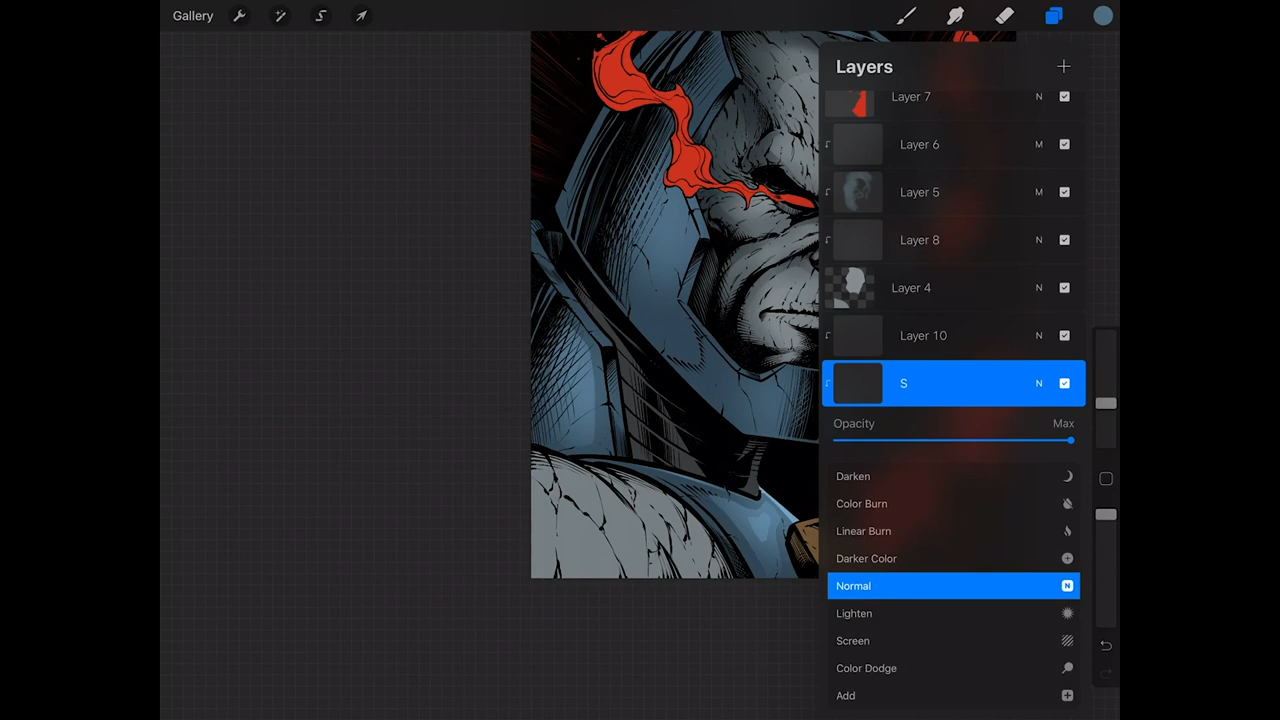 Gallery
Layers
Layer 7 N
Layer 6 M
Layer 5 M
Layer 8 N
Layer 4 N
Layer 10 N
S N
Opacity Max
Darken
Color Burn
Linear Burn
Darker Color
Normal N
Lighten
Screen
Color Dodge
Add